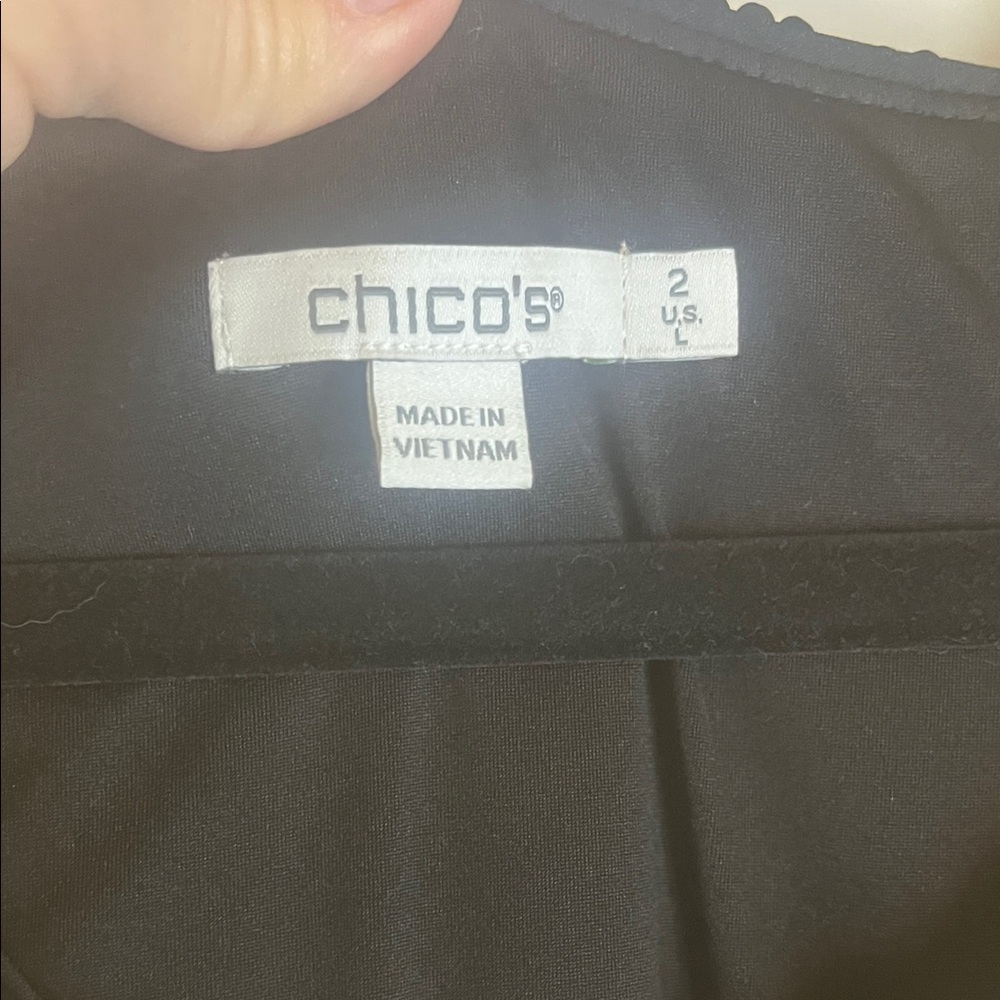 chico's®
2
U.S.
L
MADE IN
VIETNAM